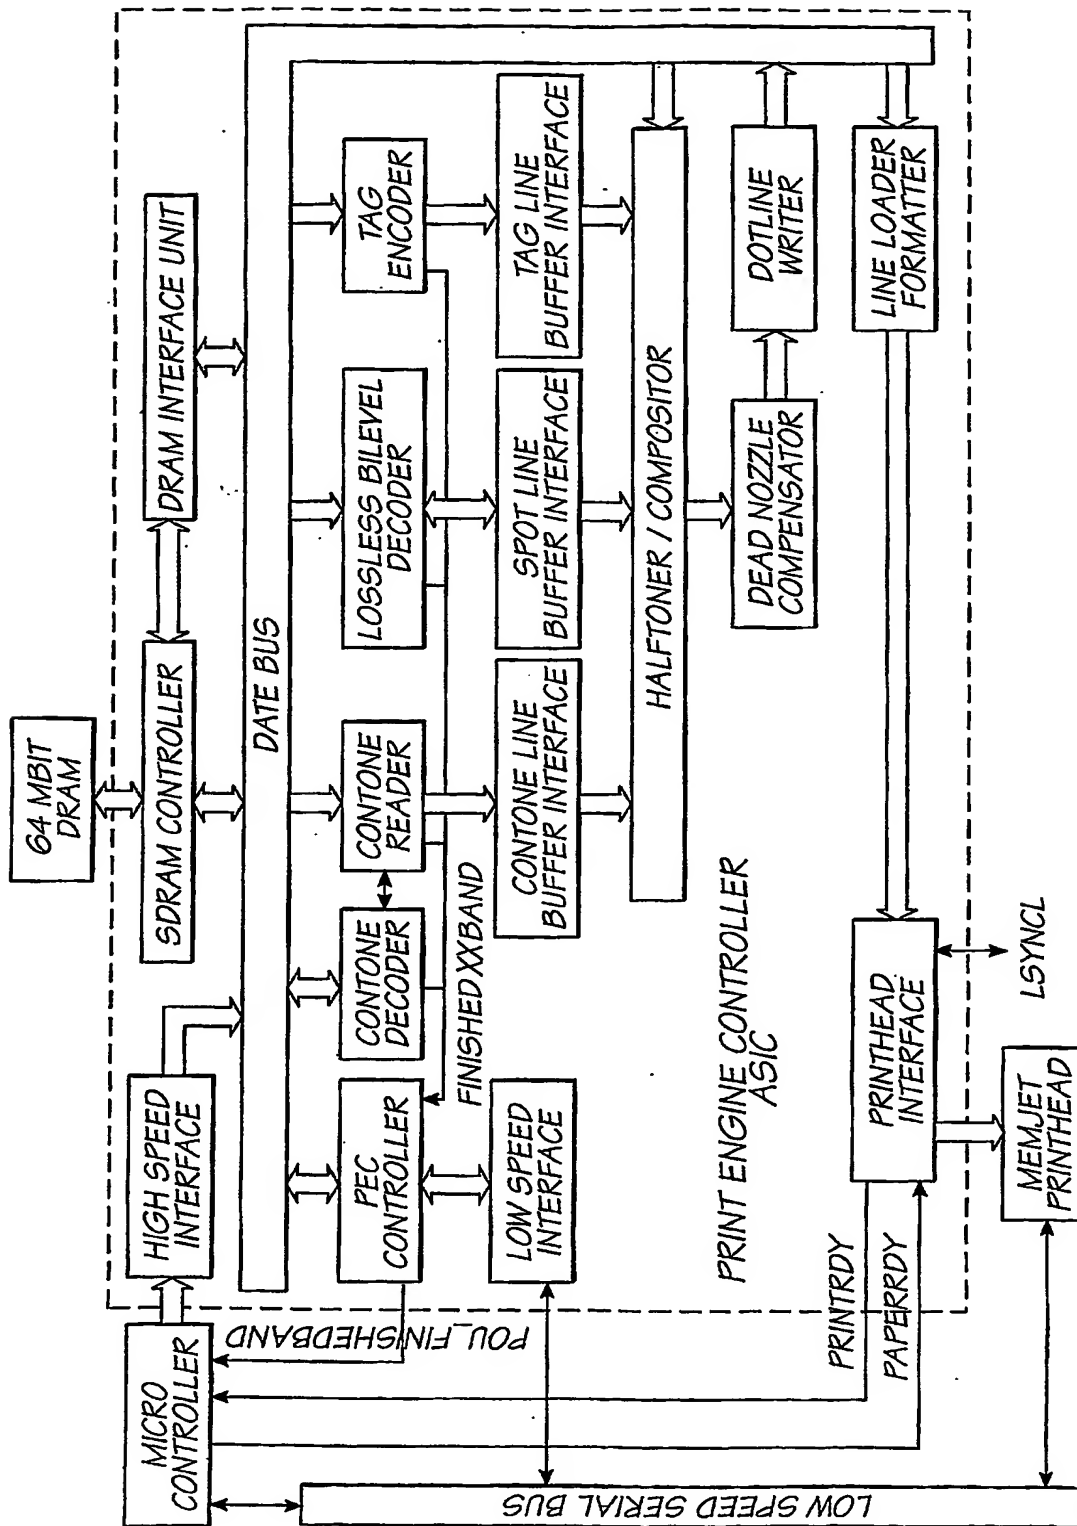 64 MBIT
DRAM
MICRO
CONTROLLER
HIGH SPEED
INTERFACE
SDRAM CONTROLLER
DRAM INTERFACE UNIT
DATE BUS
POU_FINISHEDBAND
PEC
CONTROLLER
CONTONE
DECODER
CONTONE
READER
LOSSLESS BILEVEL
DECODER
TAG
ENCODER
FINISHEDXXBAND
LOW SPEED
INTERFACE
CONTONE LINE
BUFFER INTERFACE
SPOT LINE
BUFFER INTERFACE
TAG LINE
BUFFER INTERFACE
HALFTONER / COMPOSITOR
PRINT ENGINE CONTROLLER
ASIC
DEAD NOZZLE
COMPENSATOR
DOTLINE
WRITER
PRINTRDY
PAPERRDY
PRINTHEAD
INTERFACE
LINE LOADER
FORMATTER
LSYNCL
MEMJET
PRINTHEAD
LOW SPEED SERIAL BUS